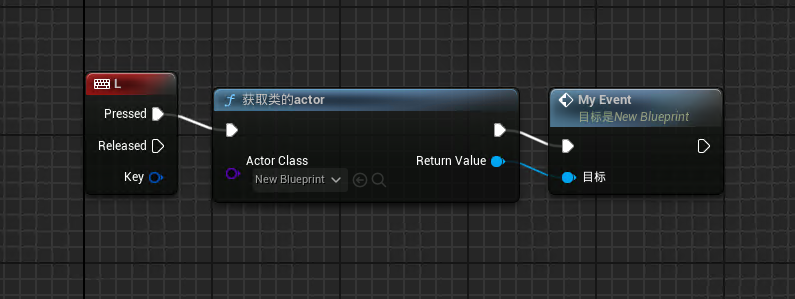 L
Pressed
Released
Key
获取类的actor
Actor Class
New Blueprint
Return Value
My Event
目标是New Blueprint
目标